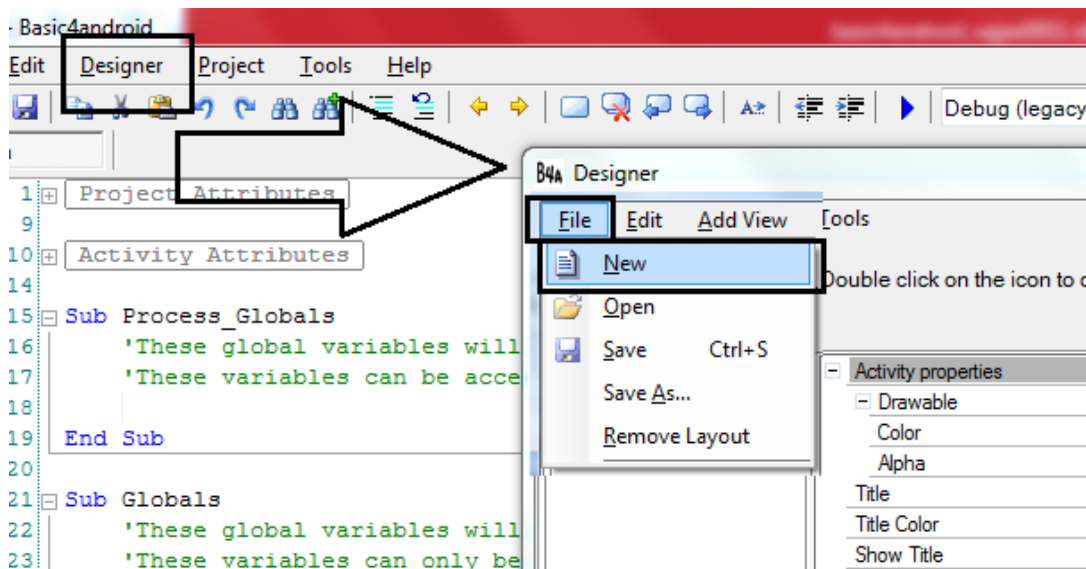 - Basic4android
Edit Designer Project Tools Help
Debug (legacy
1 Project Attributes
9
10 Activity Attributes
14
15 Sub Process_Globals
16 'These global variables will
17 'These variables can be acce
18
19 End Sub
20
21 Sub Globals
22 'These global variables will
23 'These variables can only be
B4A Designer
File Edit Add View Tools
New
Open
Save Ctrl+S
Save As...
Remove Layout
Double click on the icon to
Activity properties
Drawable
Color
Alpha
Title
Title Color
Show Title